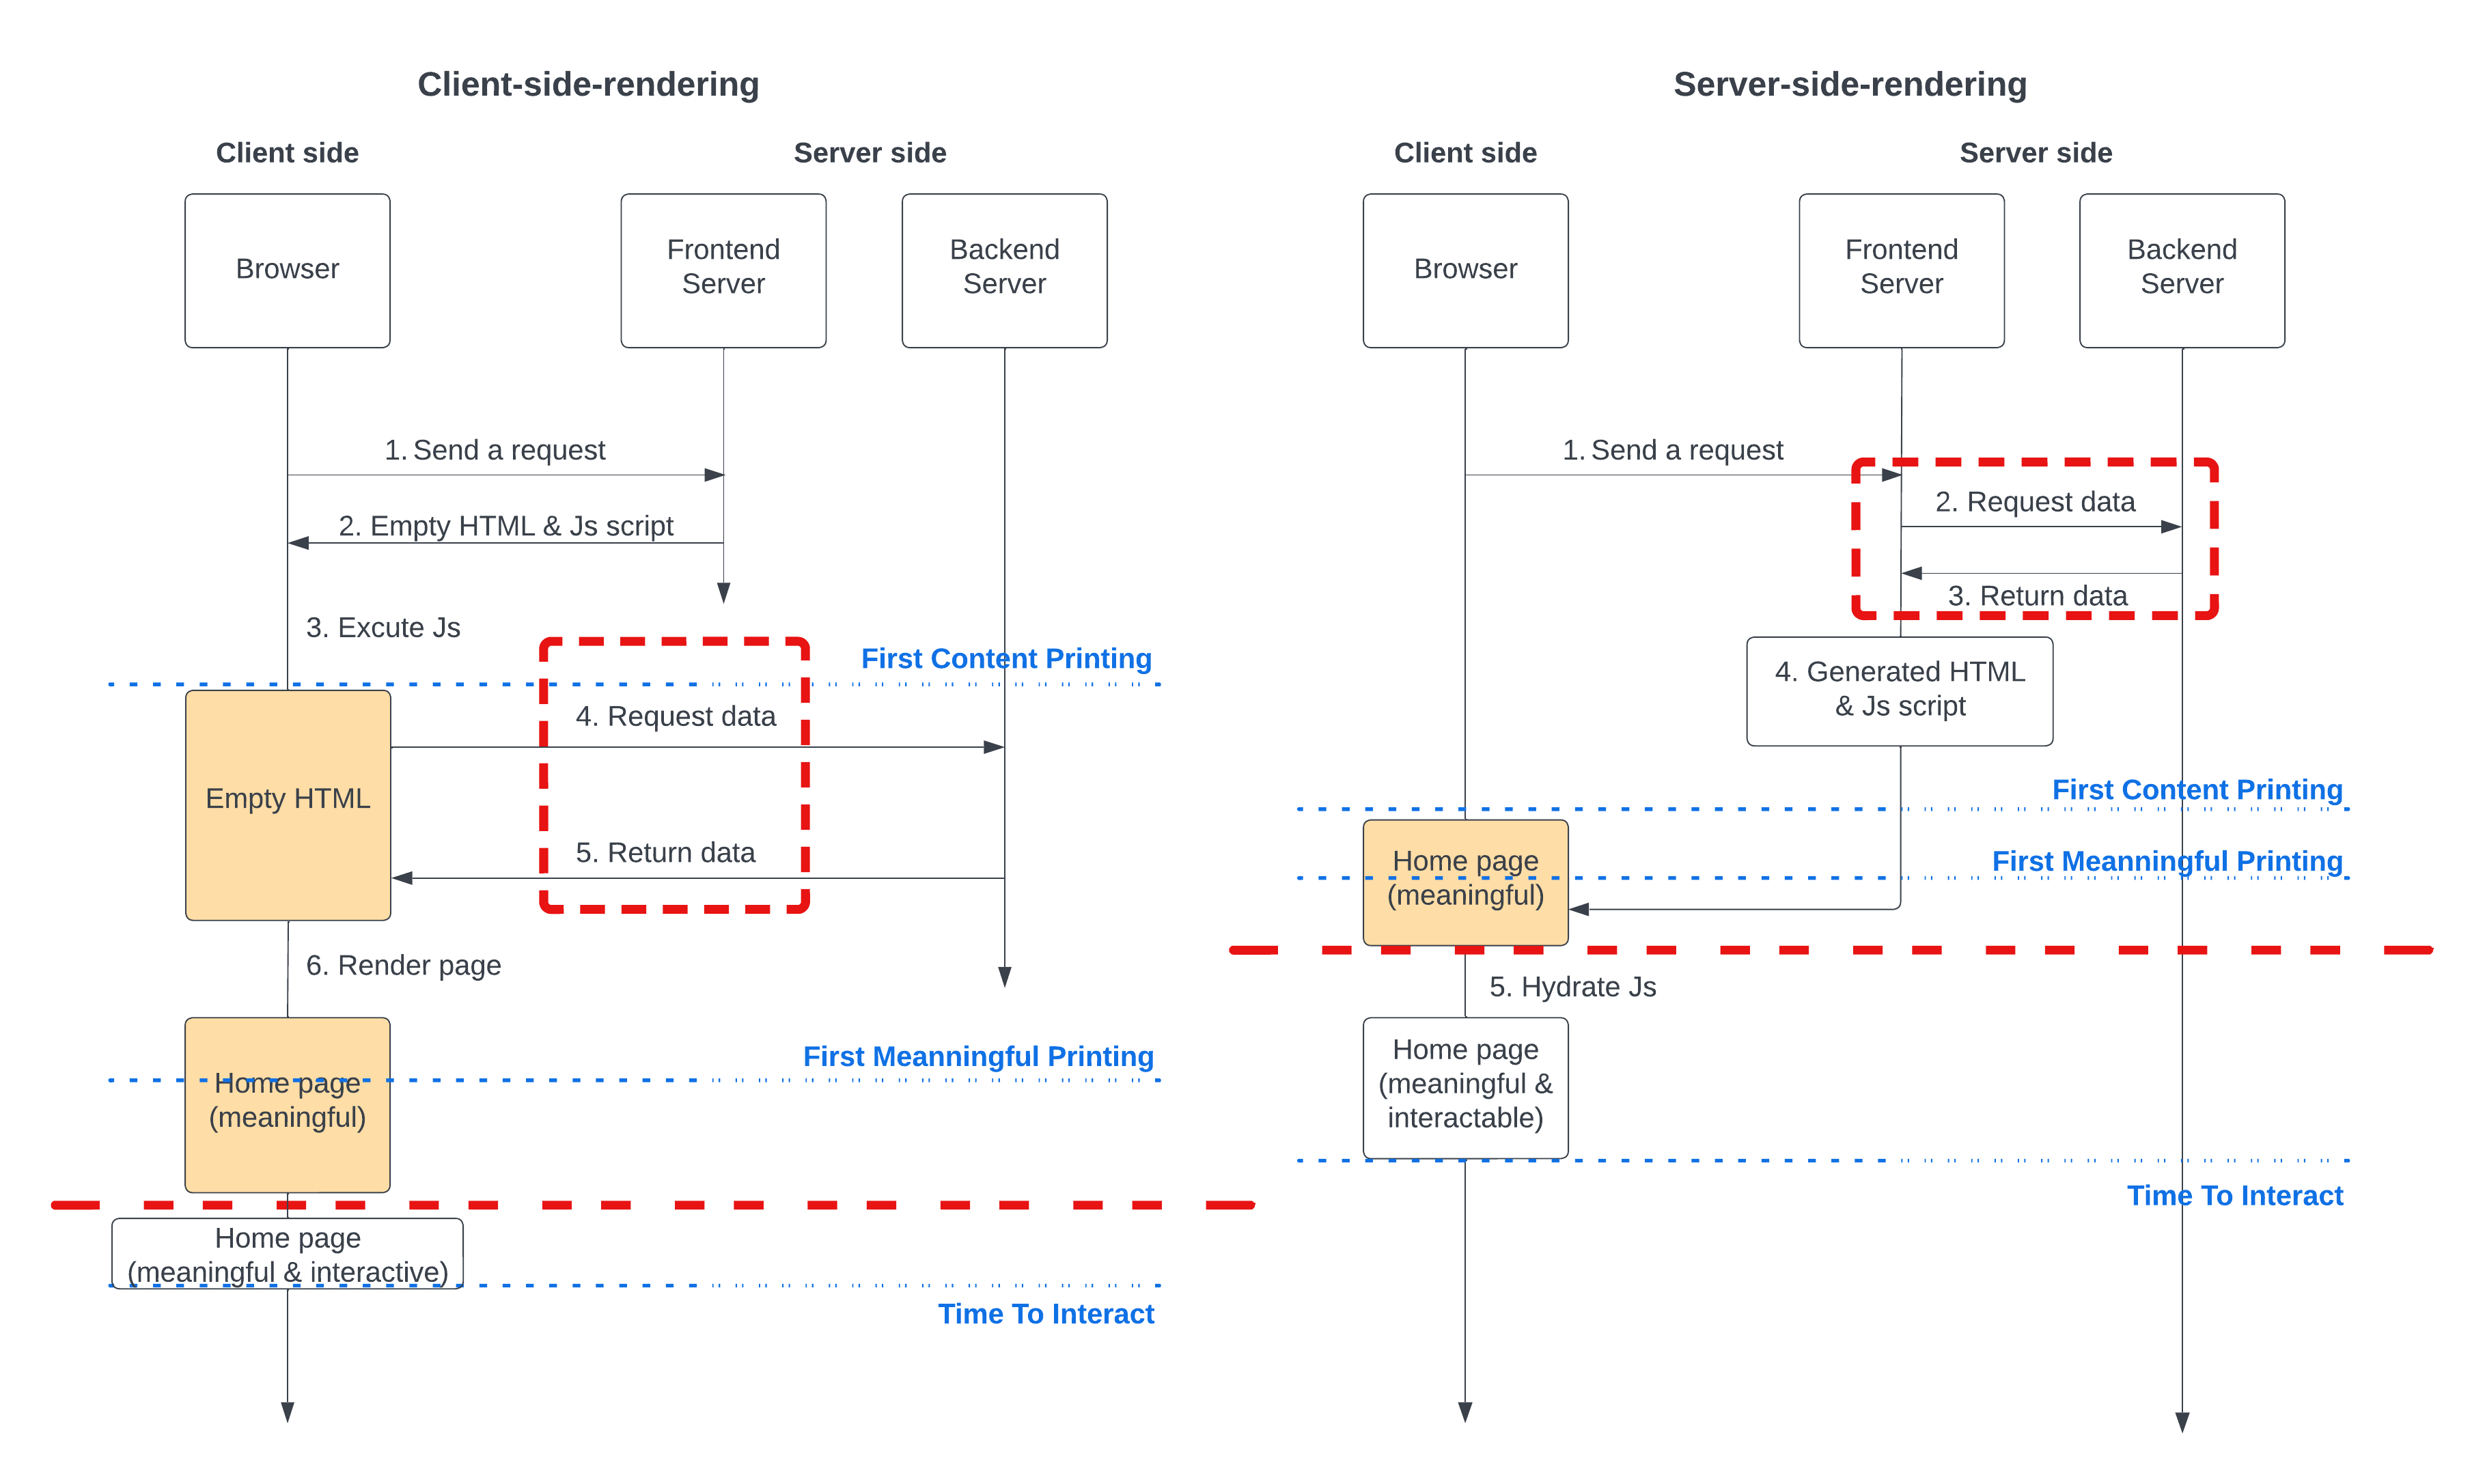 Client-side-rendering
Client side
Server side
Browser
Frontend
Server
Backend
Server
1. Send a request
2. Empty HTML & Js script
3. Excute Js
First Content Printing
4. Request data
Empty HTML
5. Return data
6. Render page
First Meanningful Printing
Home page
(meaningful)
Home page
(meaningful & interactive)
Time To Interact
Server-side-rendering
Client side
Server side
Browser
Frontend
Server
Backend
Server
1. Send a request
2. Request data
3. Return data
4. Generated HTML
& Js script
First Content Printing
First Meanningful Printing
Home page
(meaningful)
5. Hydrate Js
Home page
(meaningful &
interactable)
Time To Interact